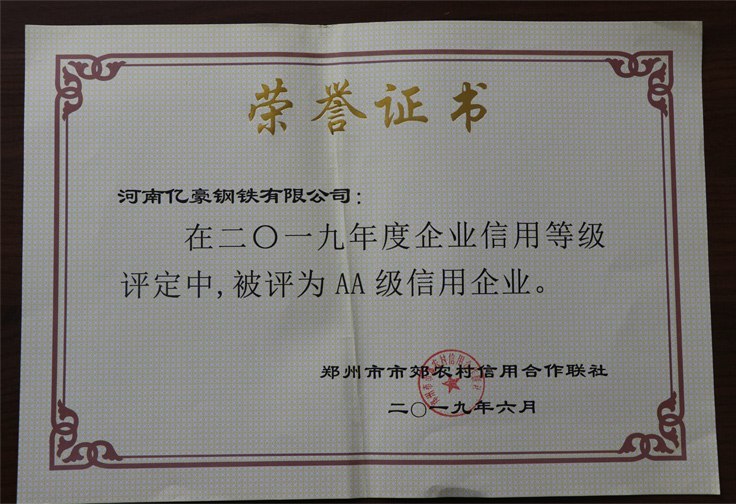 荣誉证书
河南亿豪钢铁有限公司：
在二〇一九年度企业信用等级
评定中，被评为 AA 级信用企业。
郑州市市郊农村信用合作联社
二〇一九年六月